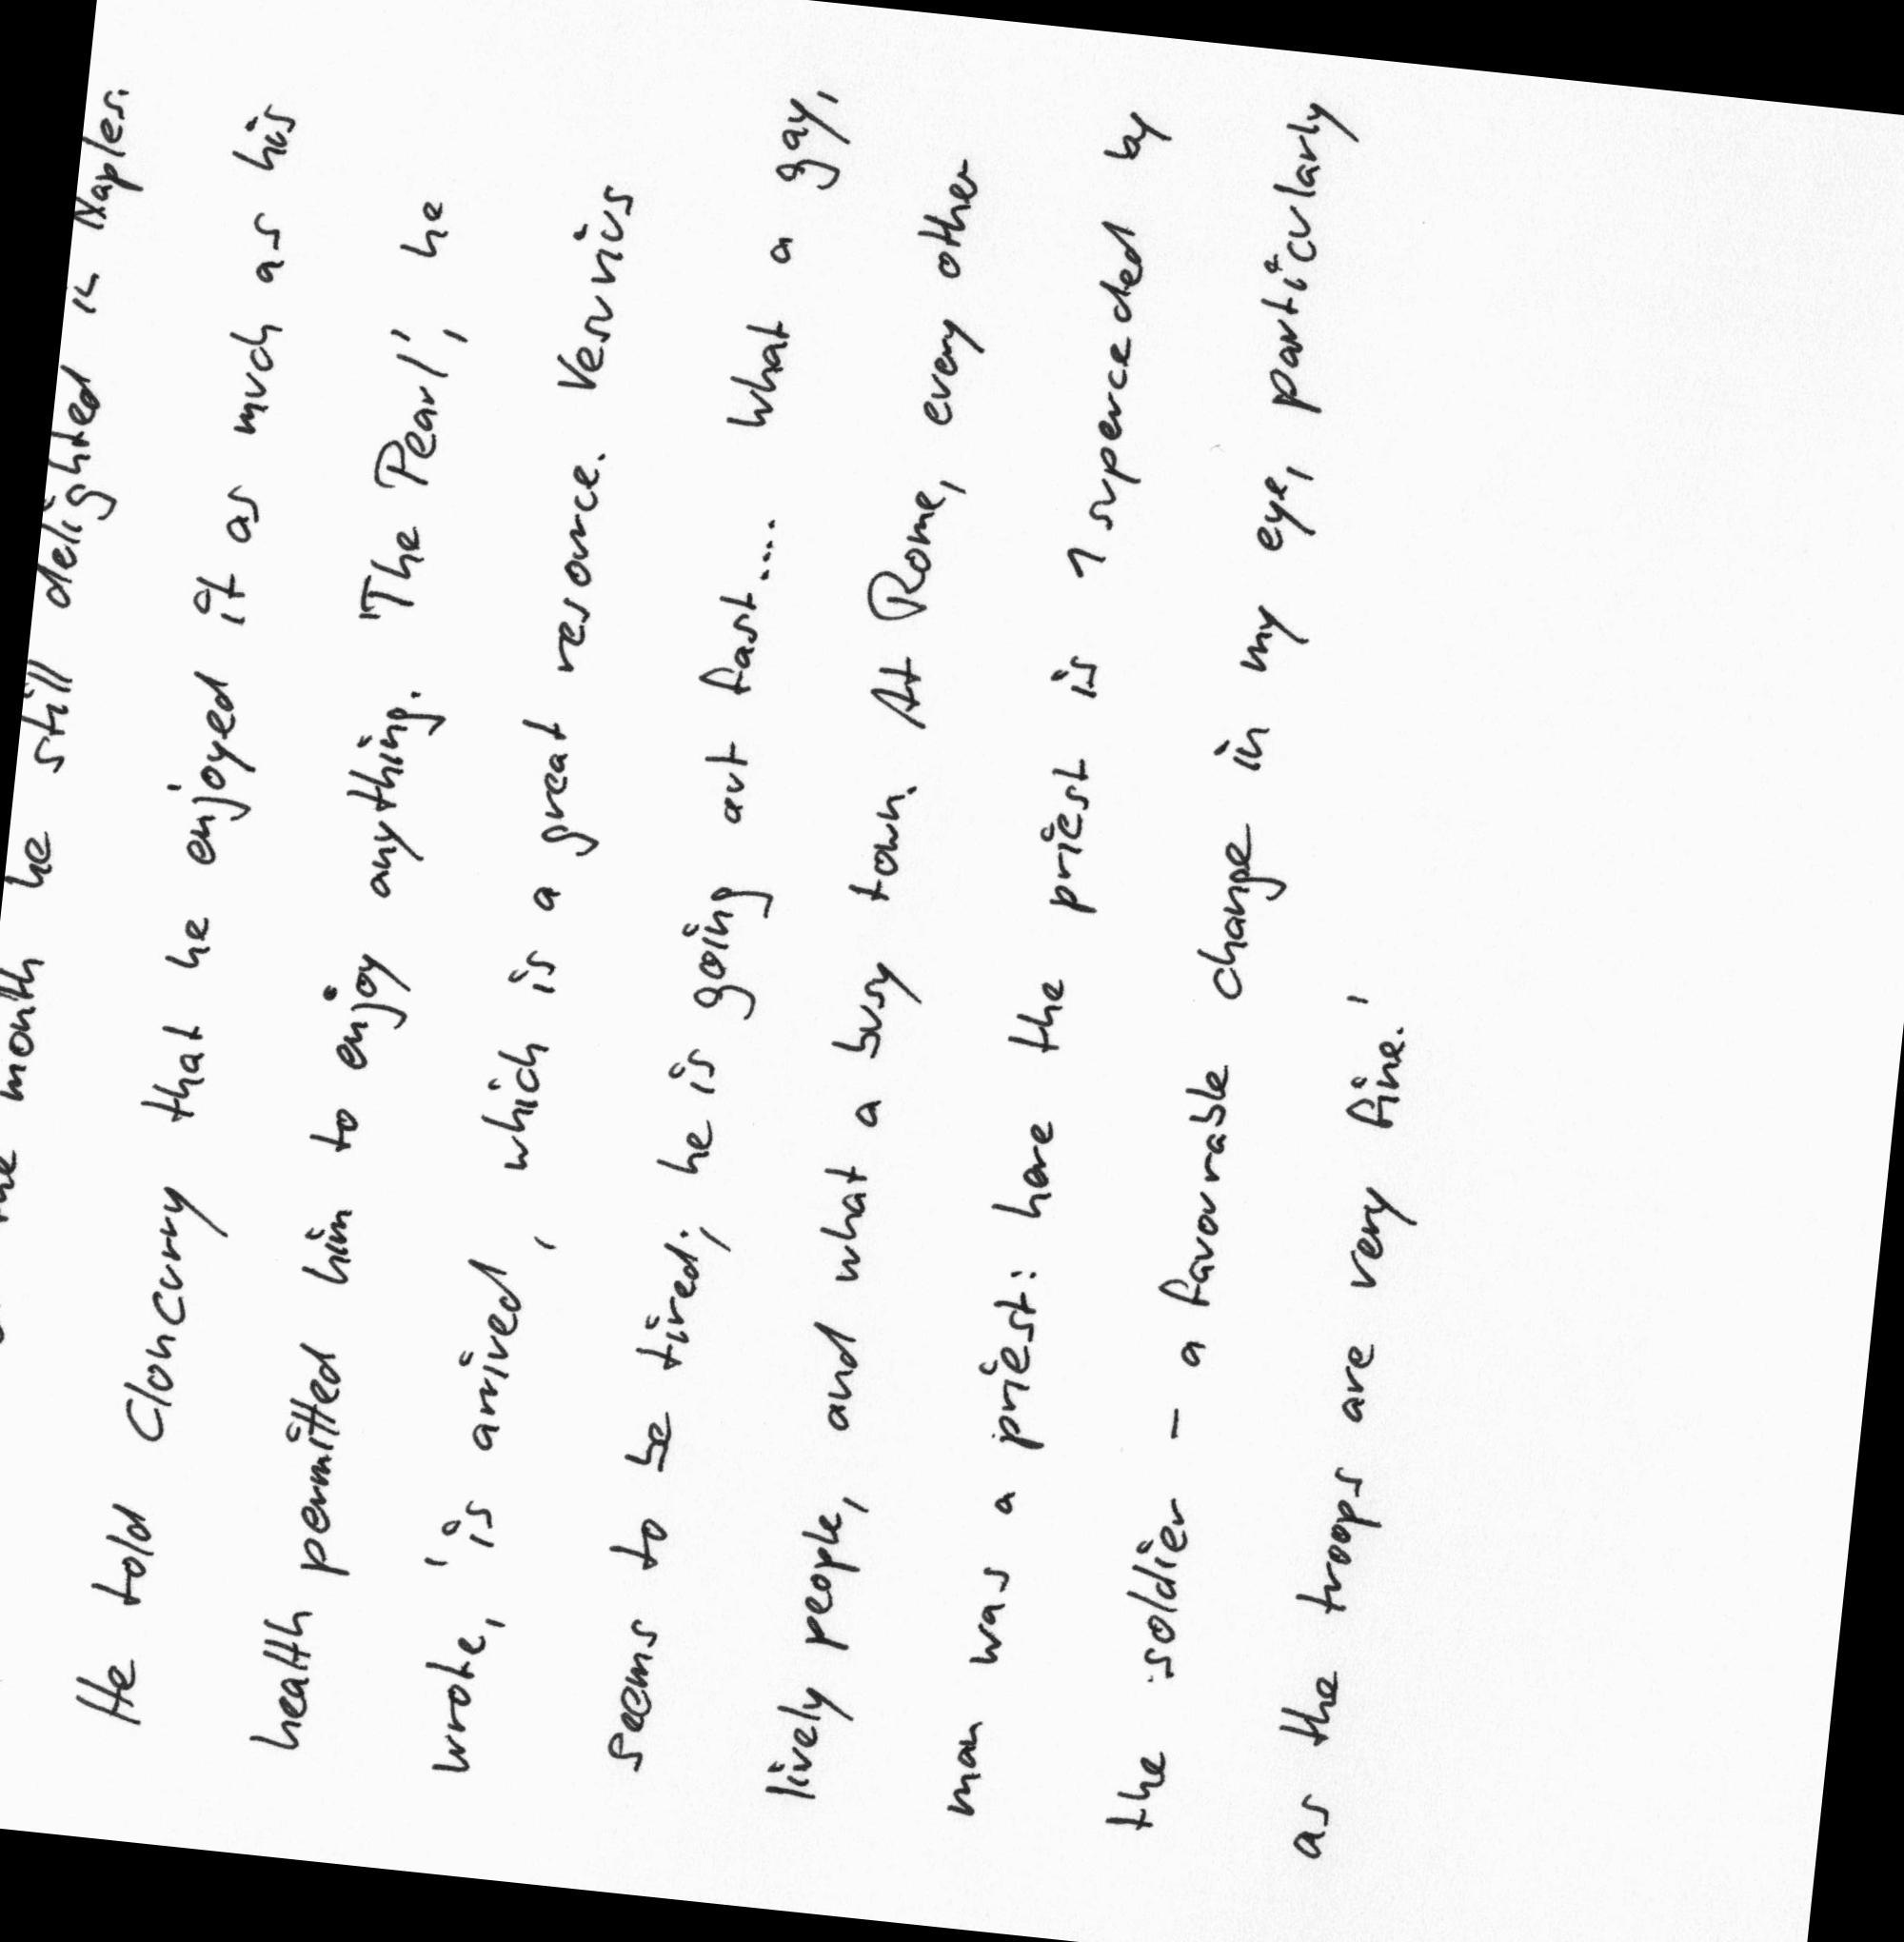 the month he still delighted in Naples.
He told Cloncurry that he enjoyed it as much as his
health permitted him to enjoy anything. 'The Pearl', he
wrote, 'is arrived, which is a great resource. Vesuvius
seems to be tired; he is going out fast.... What a gay,
lively people, and what a busy town. At Rome, every other
man was a priest: here the priest is superceded by
the soldier - a favourable change in my eye, particularly
as the troops are very fine.'